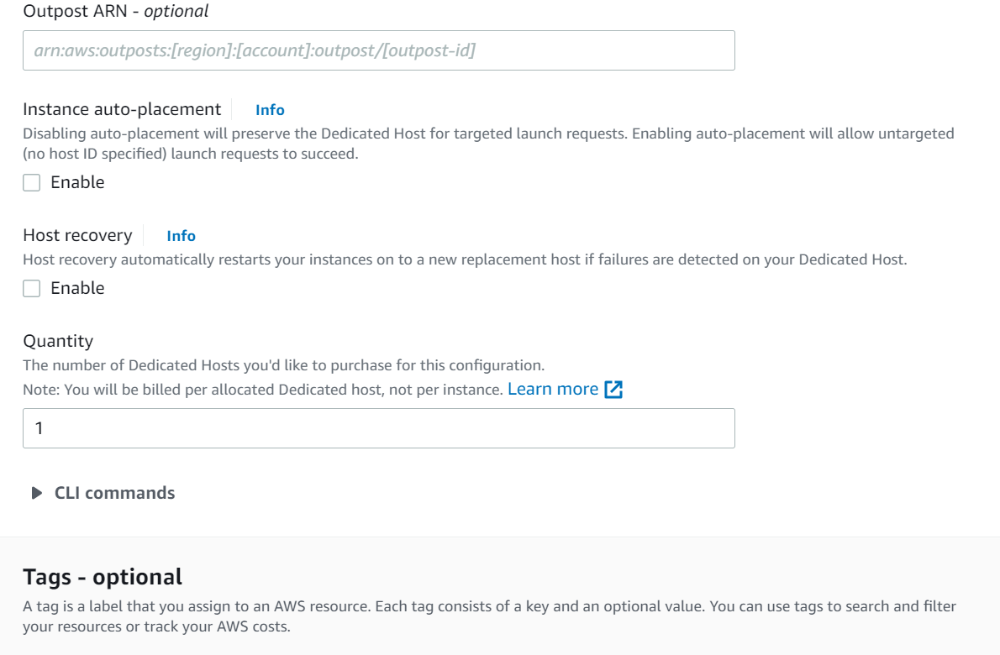 Outpost ARN - optional
arn:aws:outposts:[region]:[account]:outpost/[outpost-id]
Instance auto-placement Info
Disabling auto-placement will preserve the Dedicated Host for targeted launch requests. Enabling auto-placement will allow untargeted
(no host ID specified) launch requests to succeed.
Enable
Host recovery Info
Host recovery automatically restarts your instances on to a new replacement host if failures are detected on your Dedicated Host.
Enable
Quantity
The number of Dedicated Hosts you'd like to purchase for this configuration.
Note: You will be billed per allocated Dedicated host, not per instance. Learn more
1
CLI commands
Tags - optional
A tag is a label that you assign to an AWS resource. Each tag consists of a key and an optional value. You can use tags to search and filter
your resources or track your AWS costs.